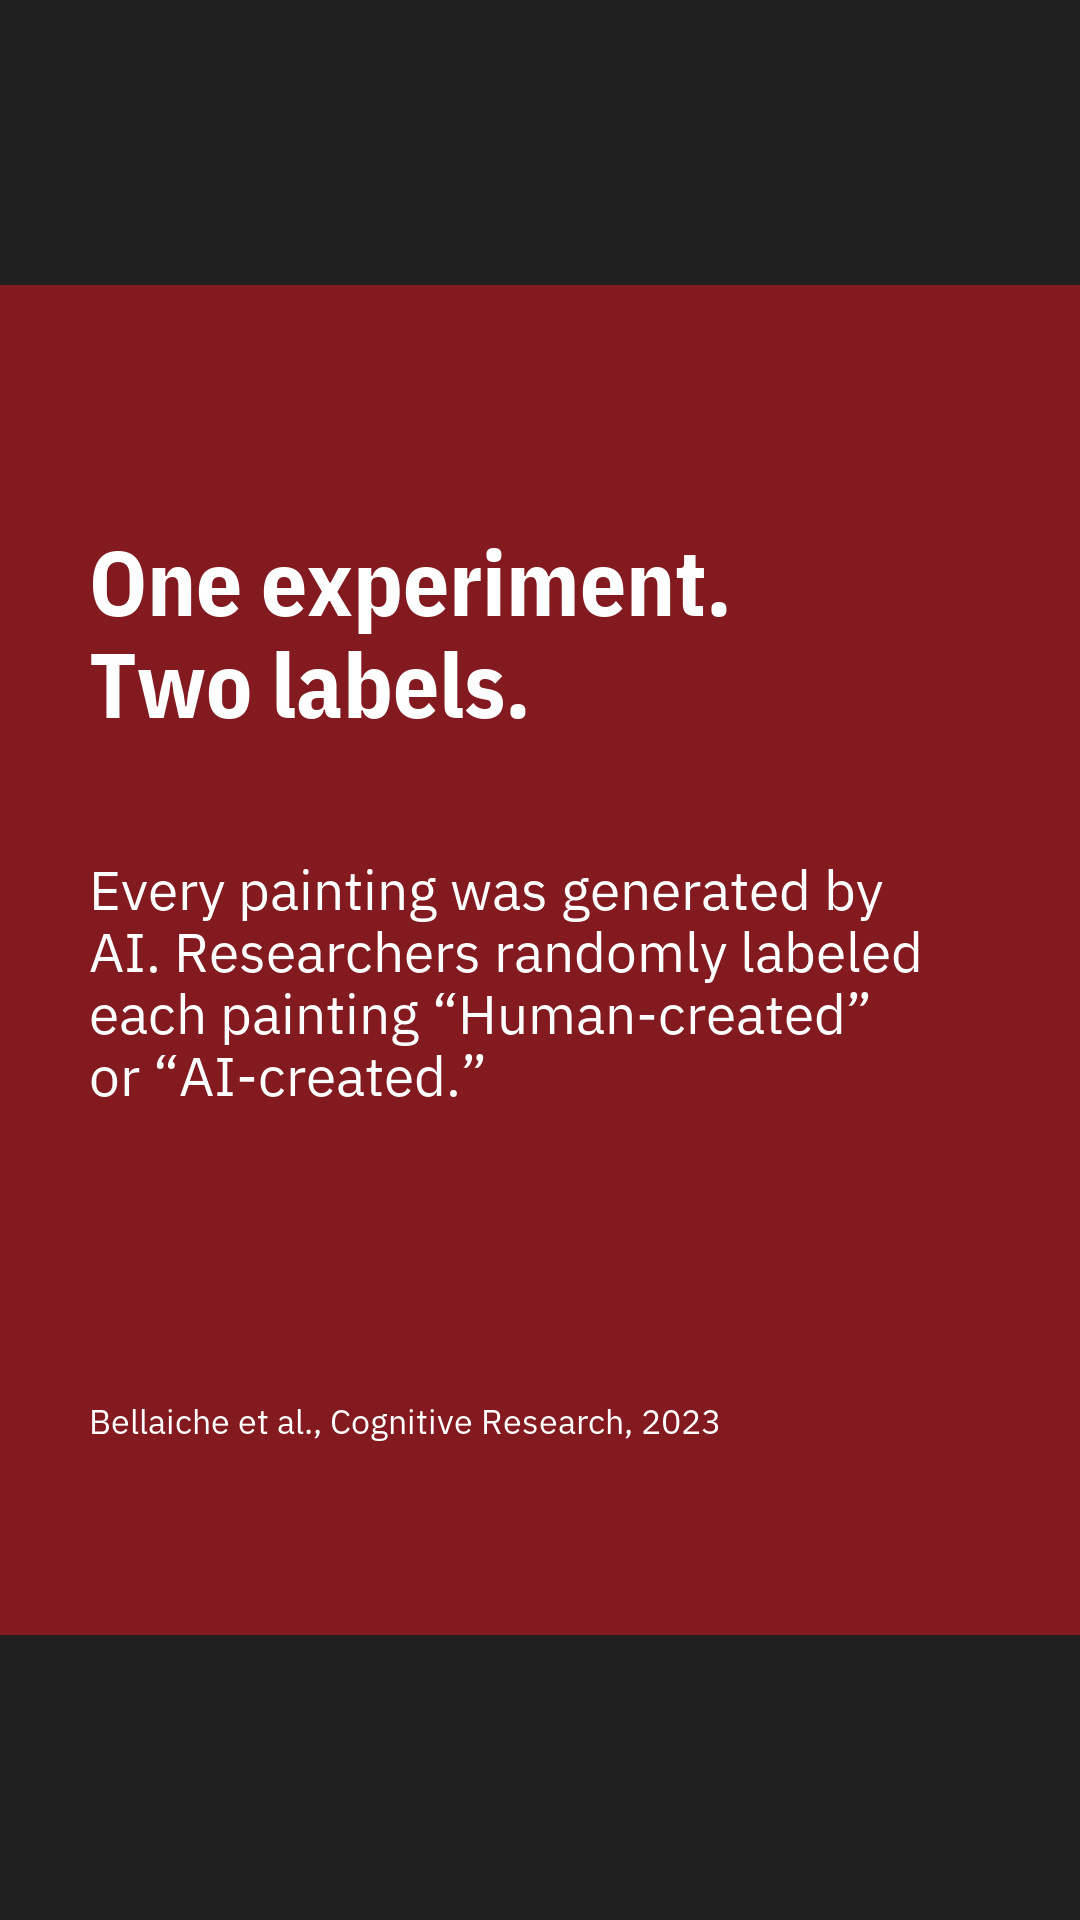 One experiment.
Two labels.
Every painting was generated by
AI. Researchers randomly labeled
each painting “Human-created”
or “AI-created.”
Bellaiche et al., Cognitive Research, 2023